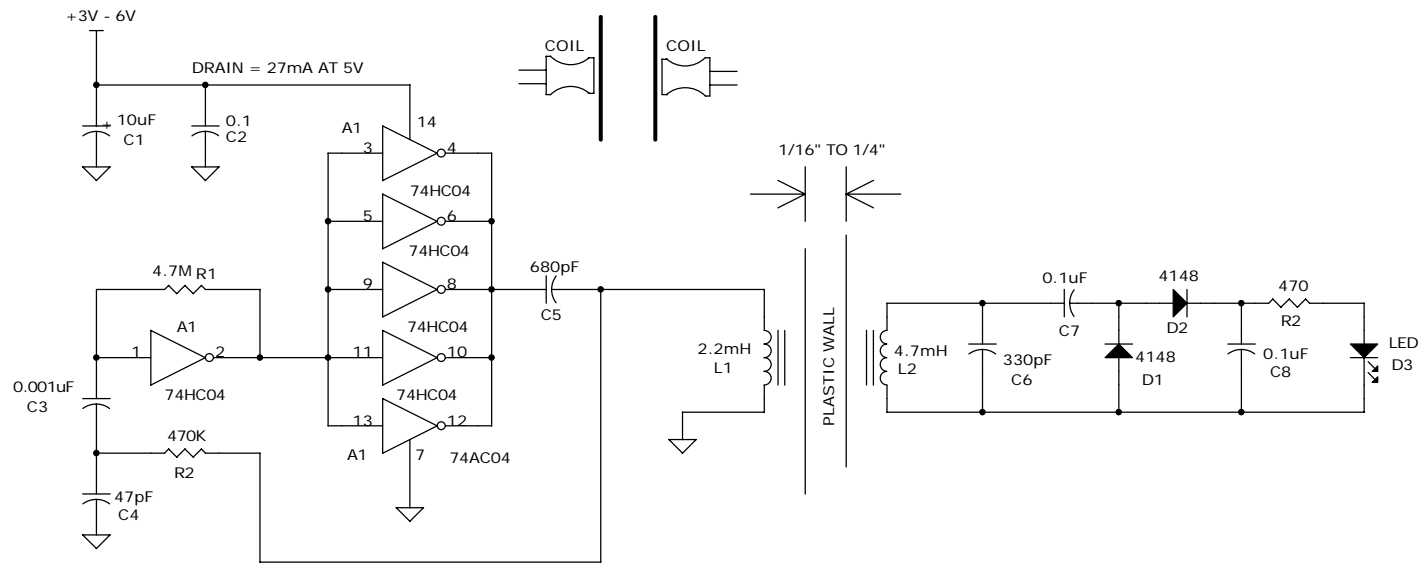 +3V - 6V
DRAIN = 27mA AT 5V
+ 10uF
C1
0.1
C2
COIL
COIL
1/16" TO 1/4"
A1
14
3
4
74HC04
5
6
74HC04
9
8
74HC04
11
10
74HC04
13
12
A1
7
74AC04
4.7M R1
A1
1
2
74HC04
0.001uF
C3
470K
R2
47pF
C4
680pF
C5
2.2mH
L1
PLASTIC WALL
4.7mH
L2
330pF
C6
0.1uF
C7
4148
D2
4148
D1
0.1uF
C8
470
R2
LED
D3